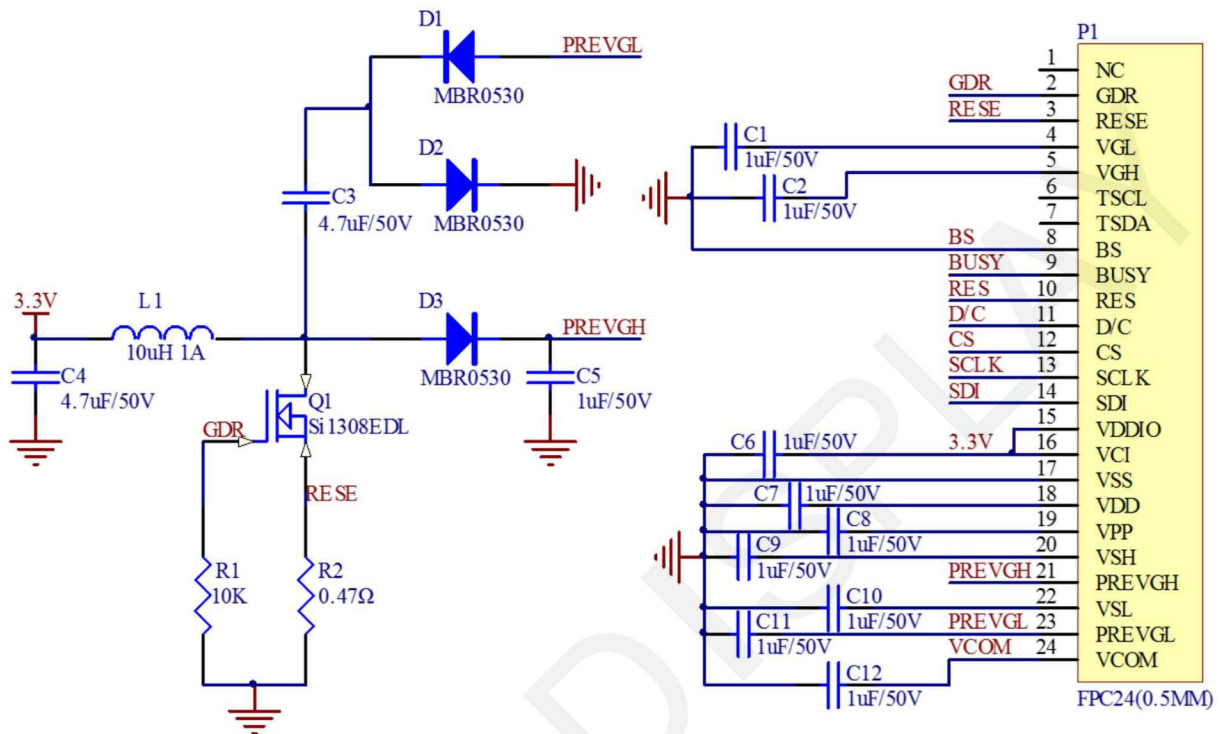 D1
PREVGL
MBR0530
D2
MBR0530
C3
4.7uF/50V
3.3V
L1
10uH 1A
D3
PREVGH
MBR0530
C4
4.7uF/50V
C5
1uF/50V
Q1
Si1308EDL
GDR
RESE
R1
10K
R2
0.47Ω
P1
1 NC
GDR 2 GDR
RESE 3 RESE
C1 4 VGL
1uF/50V
5 VGH
C2
1uF/50V
6 TSCL
7 TSDA
BS 8 BS
BUSY 9 BUSY
RES 10 RES
D/C 11 D/C
CS 12 CS
SCLK 13 SCLK
SDI 14 SDI
15 VDDIO
C6 1uF/50V 3.3V 16 VCI
17 VSS
C7 1uF/50V 18 VDD
C8 19 VPP
1uF/50V
C9 20 VSH
1uF/50V
PREVGH 21 PREVGH
C10 22 VSL
1uF/50V
C11 PREVGL 23 PREVGL
1uF/50V
VCOM 24 VCOM
C12
1uF/50V
FPC24(0.5MM)
DISPLAY